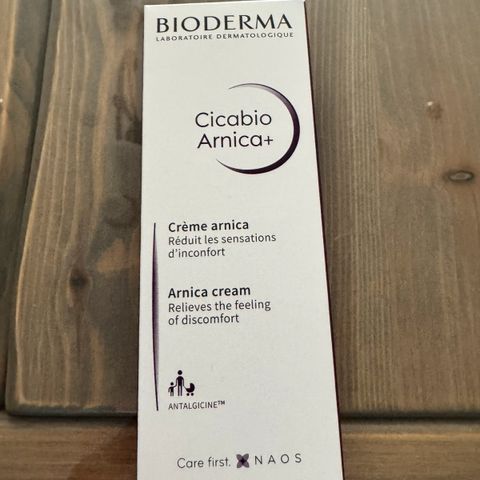 BIODERMA
LABORATOIRE DERMATOLOGIQUE
Cicabio
Arnica+
Crème arnica
Réduit les sensations
d'inconfort
Arnica cream
Relieves the feeling
of discomfort
ANTALGICINE™
Care first. NAOS